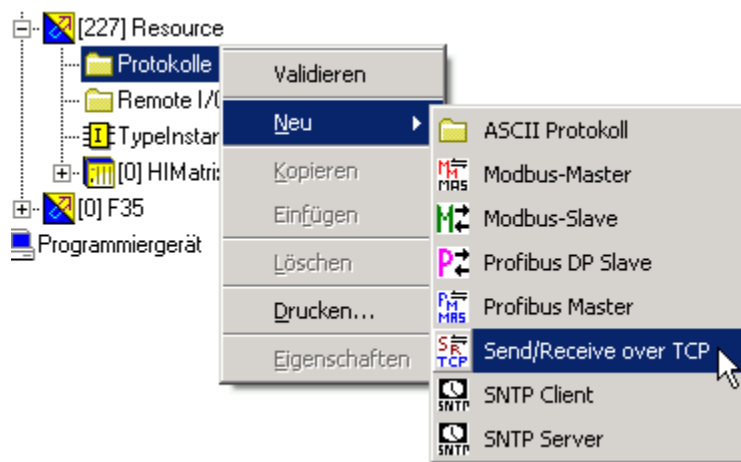 [227] Resource
Protokolle
Remote I/
TypeInstar
[0] HIMatri
[0] F35
Programmiergerät
Validieren
Neu
Kopieren
Einfügen
Löschen
Drucken...
Eigenschaften
ASCII Protokoll
Modbus-Master
Modbus-Slave
Profibus DP Slave
Profibus Master
Send/Receive over TCP
SNTP Client
SNTP Server